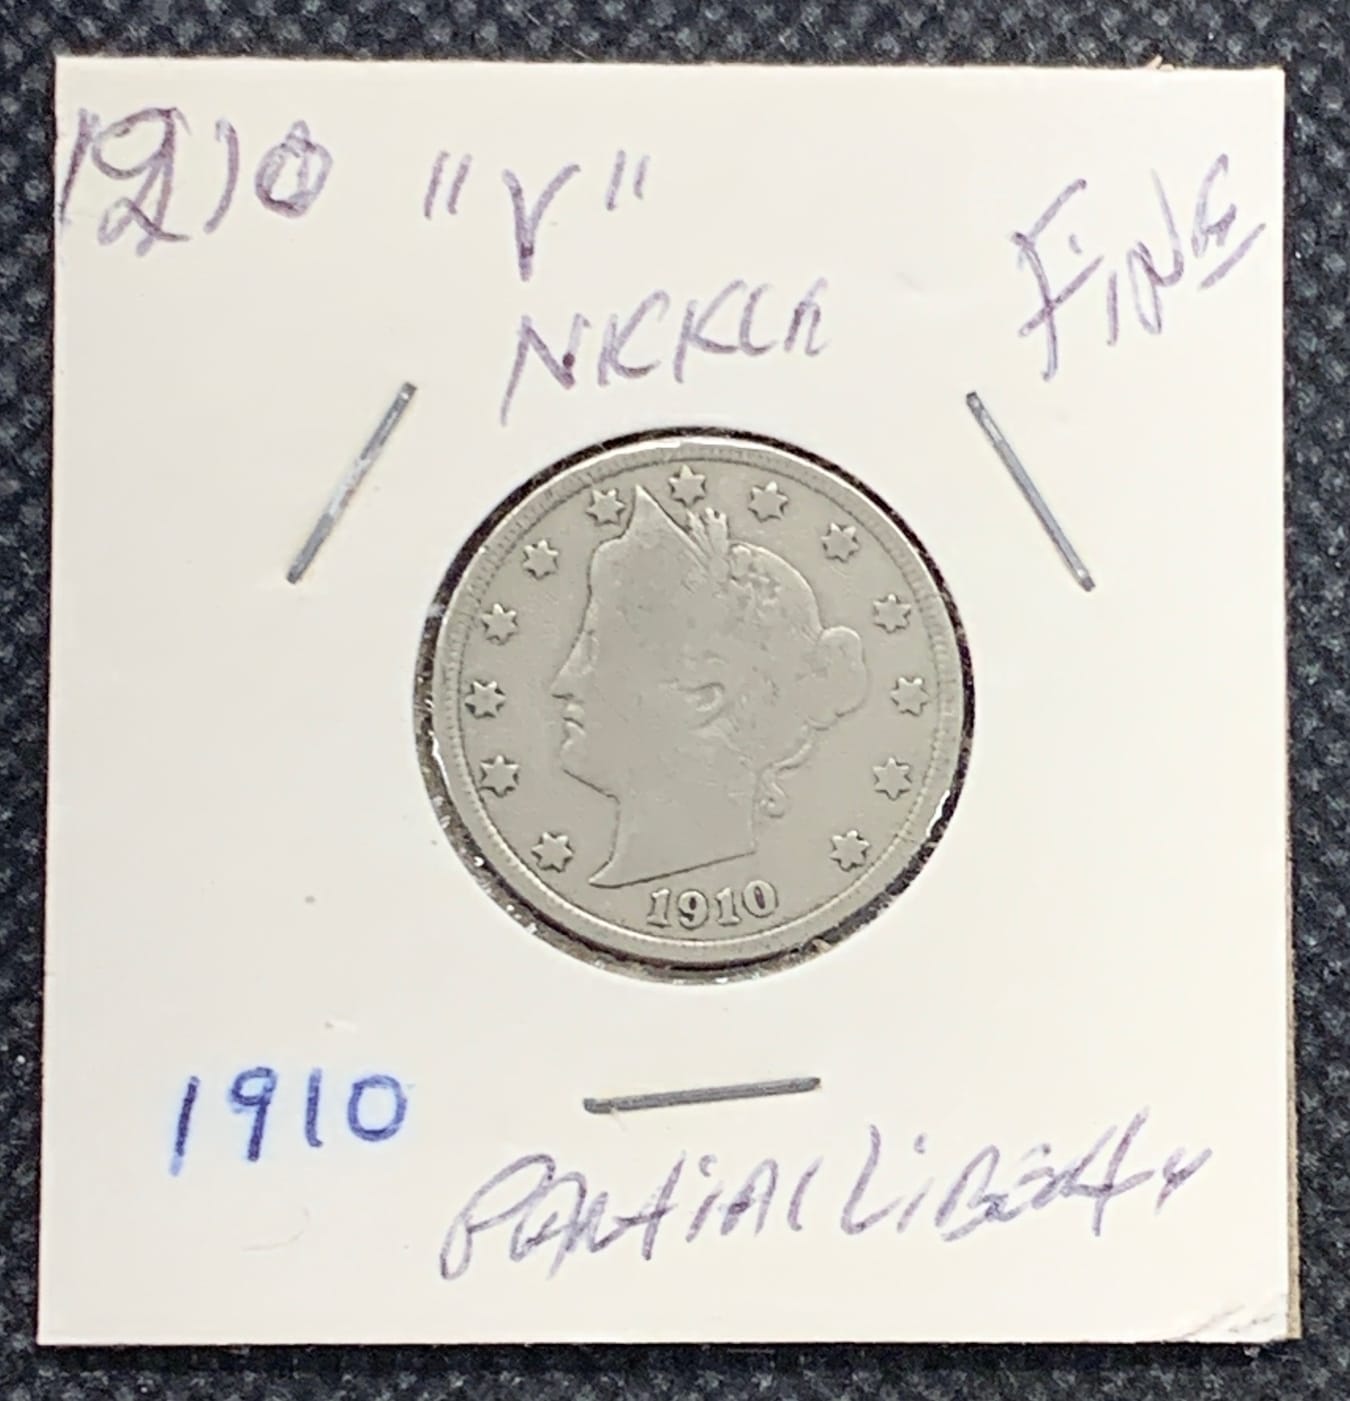 1910 "V" FINE
NICKEL
1910
1910
PARTIAL LIBERTY